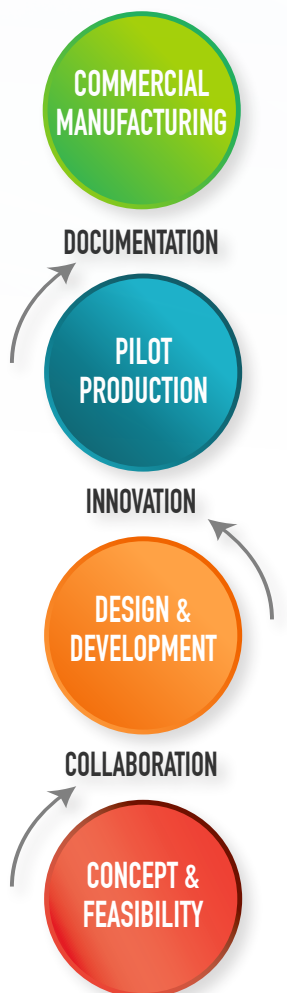 COMMERCIAL
MANUFACTURING
DOCUMENTATION
PILOT
PRODUCTION
INNOVATION
DESIGN &
DEVELOPMENT
COLLABORATION
CONCEPT &
FEASIBILITY